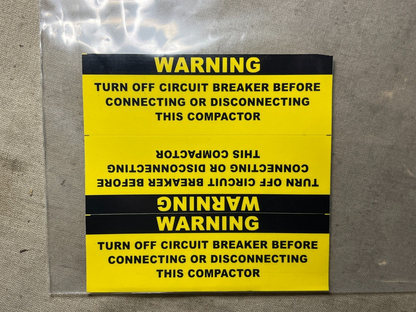 WARNING
TURN OFF CIRCUIT BREAKER BEFORE
CONNECTING OR DISCONNECTING
THIS COMPACTOR
WARNING
TURN OFF CIRCUIT BREAKER BEFORE
CONNECTING OR DISCONNECTING
THIS COMPACTOR
WARNING
TURN OFF CIRCUIT BREAKER BEFORE
CONNECTING OR DISCONNECTING
THIS COMPACTOR